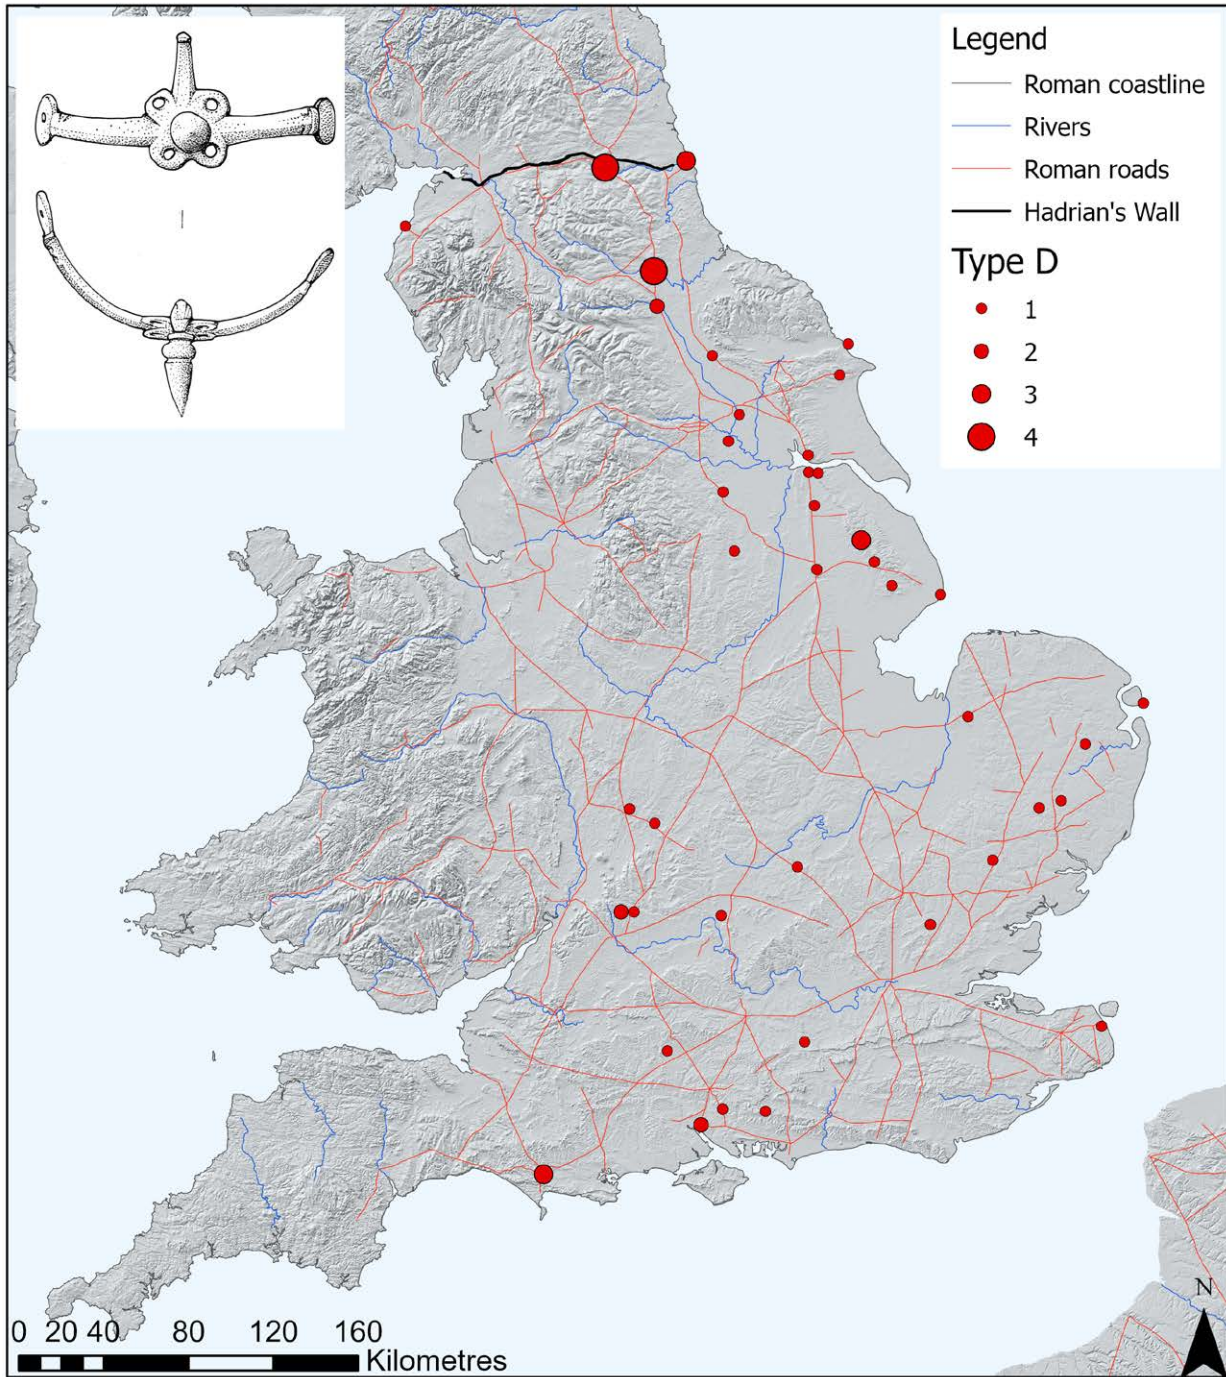 Legend
Roman coastline
Rivers
Roman roads
Hadrian's Wall
Type D
1
2
3
4
N
0 20 40 80 120 160
Kilometres